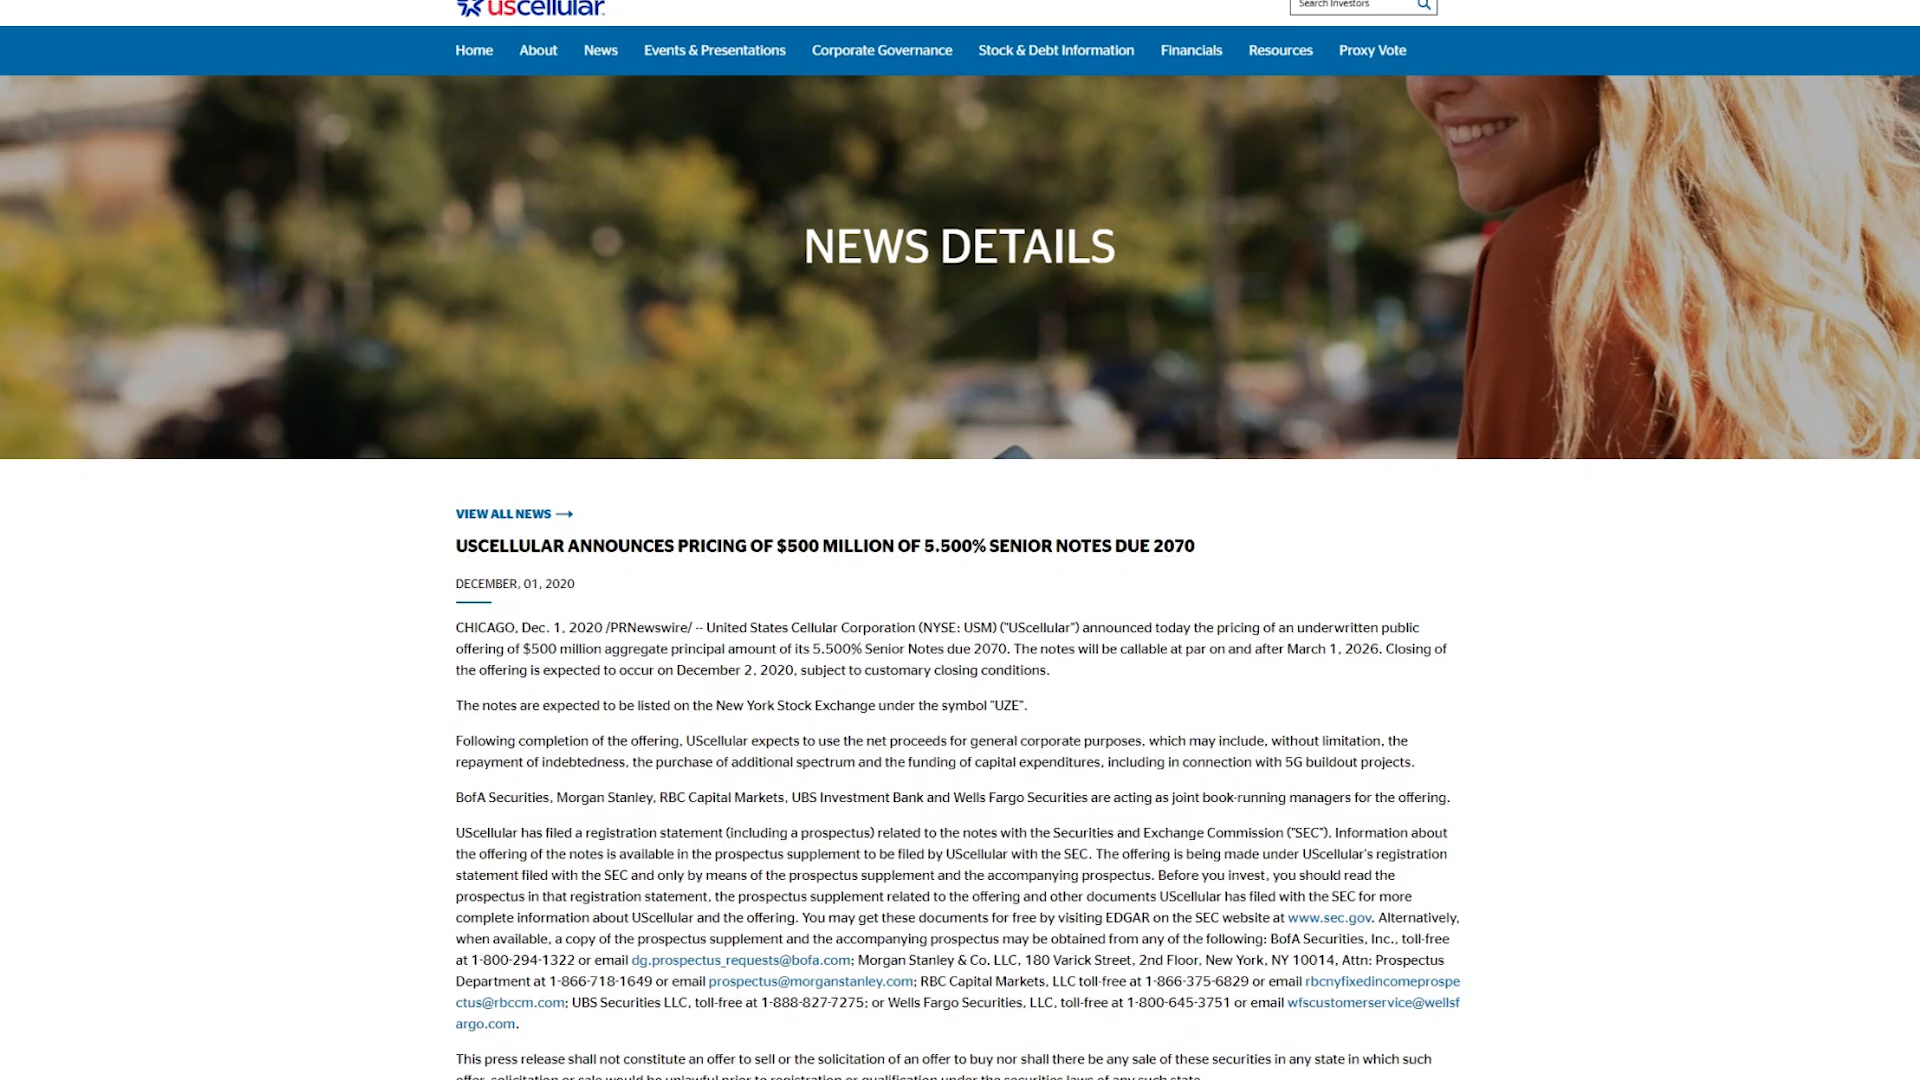 uscellular
Search Investors
Home About News Events & Presentations Corporate Governance Stock & Debt Information Financials Resources Proxy Vote
NEWS DETAILS
VIEW ALL NEWS
USCELLULAR ANNOUNCES PRICING OF $500 MILLION OF 5.500% SENIOR NOTES DUE 2070
DECEMBER, 01, 2020
CHICAGO, Dec. 1, 2020 /PRNewswire/ -- United States Cellular Corporation (NYSE: USM) ("UScellular") announced today the pricing of an underwritten public
offering of $500 million aggregate principal amount of its 5.500% Senior Notes due 2070. The notes will be callable at par on and after March 1, 2026. Closing of
the offering is expected to occur on December 2, 2020, subject to customary closing conditions.
The notes are expected to be listed on the New York Stock Exchange under the symbol "UZE".
Following completion of the offering, UScellular expects to use the net proceeds for general corporate purposes, which may include, without limitation, the
repayment of indebtedness, the purchase of additional spectrum and the funding of capital expenditures, including in connection with 5G buildout projects.
BofA Securities, Morgan Stanley, RBC Capital Markets, UBS Investment Bank and Wells Fargo Securities are acting as joint book-running managers for the offering.
UScellular has filed a registration statement (including a prospectus) related to the notes with the Securities and Exchange Commission ("SEC"). Information about
the offering of the notes is available in the prospectus supplement to be filed by UScellular with the SEC. The offering is being made under UScellular's registration
statement filed with the SEC and only by means of the prospectus supplement and the accompanying prospectus. Before you invest, you should read the
prospectus in that registration statement, the prospectus supplement related to the offering and other documents UScellular has filed with the SEC for more
complete information about UScellular and the offering. You may get these documents for free by visiting EDGAR on the SEC website at www.sec.gov. Alternatively,
when available, a copy of the prospectus supplement and the accompanying prospectus may be obtained from any of the following: BofA Securities, Inc., toll-free
at 1-800-294-1322 or email dg.prospectus_requests@bofa.com; Morgan Stanley & Co. LLC, 180 Varick Street, 2nd Floor, New York, NY 10014, Attn: Prospectus
Department at 1-866-718-1649 or email prospectus@morganstanley.com; RBC Capital Markets, LLC toll-free at 1-866-375-6829 or email rbcnyfixedincomeprospe
ctus@rbccm.com; UBS Securities LLC, toll-free at 1-888-827-7275; or Wells Fargo Securities, LLC, toll-free at 1-800-645-3751 or email wfscustomerservice@wellsf
argo.com.
This press release shall not constitute an offer to sell or the solicitation of an offer to buy nor shall there be any sale of these securities in any state in which such
offer, solicitation or sale would be unlawful prior to registration or qualification under the securities laws of any such state.